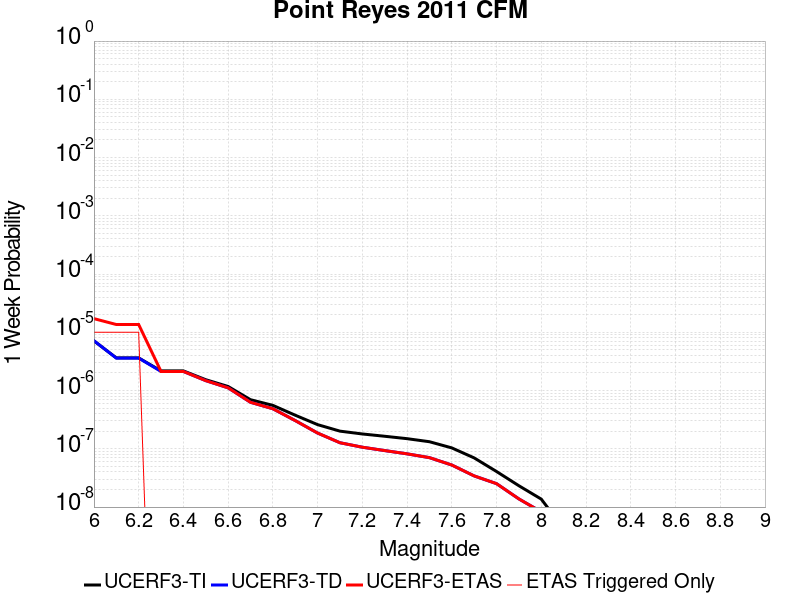 Point Reyes 2011 CFM
10 0
10 -1
10 -2
10 -3
10 -4
10 -5
10 -6
10 -7
10 -8
1 Week Probability
6 6.2 6.4 6.6 6.8 7 7.2 7.4 7.6 7.8 8 8.2 8.4 8.6 8.8 9
Magnitude
UCERF3-TI UCERF3-TD UCERF3-ETAS ETAS Triggered Only